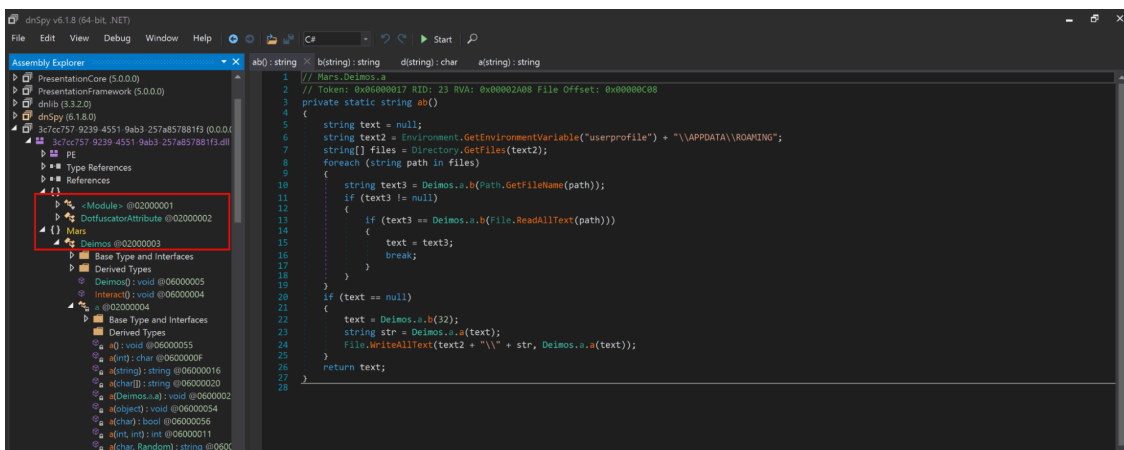 dnSpy v6.1.8 (64-bit, .NET)
File Edit View Debug Window Help C# Start
Assembly Explorer
ab() : string b(string) : string d(string) : char a(string) : string
PresentationCore (5.0.0.0)
PresentationFramework (5.0.0.0)
dnlib (3.3.2.0)
dnSpy (6.1.8.0)
3c7cc757-9239-4551-9ab3-257a857881f3 (0.0.0.0
3c7cc757-9239-4551-9ab3-257a857881f3.dll
PE
Type References
References
{ }
<Module> @02000001
DotfuscatorAttribute @02000002
{ } Mars
Deimos @02000003
Base Type and Interfaces
Derived Types
Deimos() : void @06000005
Interact() : void @06000004
a @02000004
Base Type and Interfaces
Derived Types
a() : void @06000055
a(int) : char @0600000F
a(string) : string @06000016
a(char[]) : string @06000020
a(Deimos.a.a) : void @0600002
a(object) : void @06000054
a(char) : bool @06000056
a(int, int) : int @06000011
a(char, Random) : string @0600
1 // Mars.Deimos.a
2 // Token: 0x06000017 RID: 23 RVA: 0x00002A08 File Offset: 0x00000C08
3 private static string ab()
4 {
5 string text = null;
6 string text2 = Environment.GetEnvironmentVariable("userprofile") + "\\APPDATA\\ROAMING";
7 string[] files = Directory.GetFiles(text2);
8 foreach (string path in files)
9 {
10 string text3 = Deimos.a.b(Path.GetFileName(path));
11 if (text3 != null)
12 {
13 if (text3 == Deimos.a.b(File.ReadAllText(path)))
14 {
15 text = text3;
16 break;
17 }
18 }
19 }
20 if (text == null)
21 {
22 text = Deimos.a.b(32);
23 string str = Deimos.a.a(text);
24 File.WriteAllText(text2 + "\\" + str, Deimos.a.a(text));
25 }
26 return text;
27 }
28